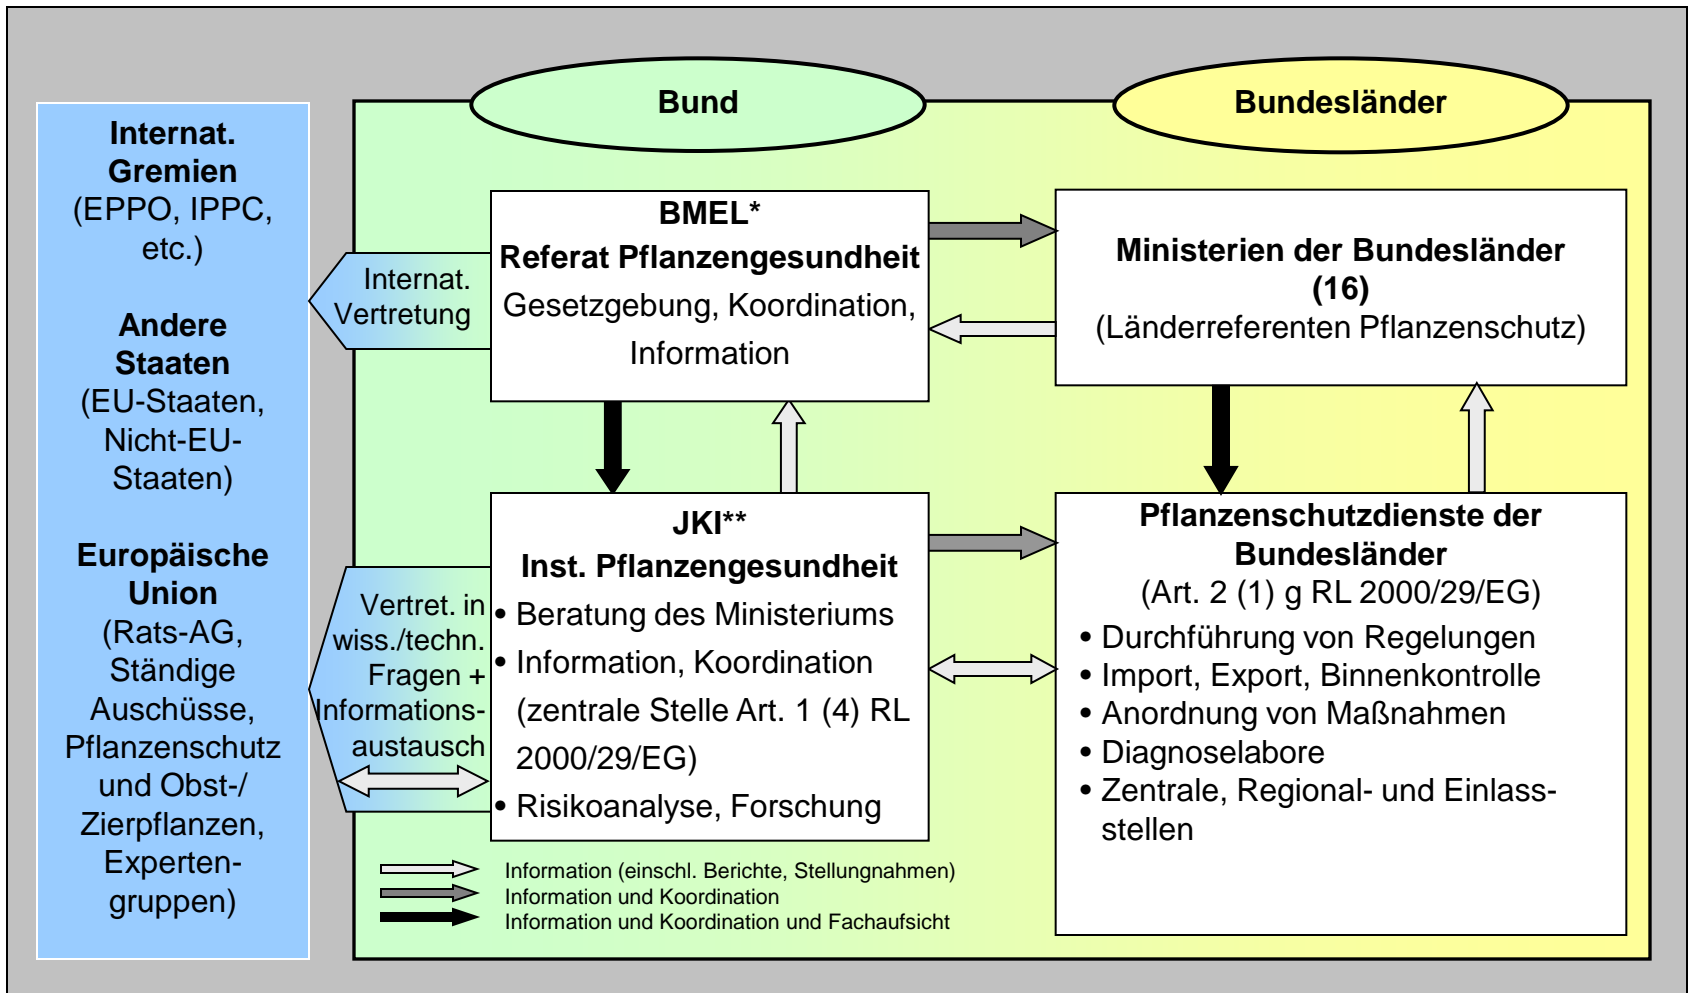 Bund
Bundesländer
Internat.
Gremien
(EPPO, IPPC,
etc.)
Andere
Staaten
(EU-Staaten,
Nicht-EU-
Staaten)
Europäische
Union
(Rats-AG,
Ständige
Auschüsse,
Pflanzenschutz
und Obst-/
Zierpflanzen,
Experten-
gruppen)
Internat.
Vertretung
BMEL*
Referat Pflanzengesundheit
Gesetzgebung, Koordination,
Information
Ministerien der Bundesländer
(16)
(Länderreferenten Pflanzenschutz)
Vertret. in
wiss./techn.
Fragen +
Informations-
austausch
JKI**
Inst. Pflanzengesundheit
• Beratung des Ministeriums
• Information, Koordination
(zentrale Stelle Art. 1 (4) RL
2000/29/EG)
• Risikoanalyse, Forschung
Pflanzenschutzdienste der
Bundesländer
(Art. 2 (1) g RL 2000/29/EG)
• Durchführung von Regelungen
• Import, Export, Binnenkontrolle
• Anordnung von Maßnahmen
• Diagnoselabore
• Zentrale, Regional- und Einlass-
stellen
Information (einschl. Berichte, Stellungnahmen)
Information und Koordination
Information und Koordination und Fachaufsicht